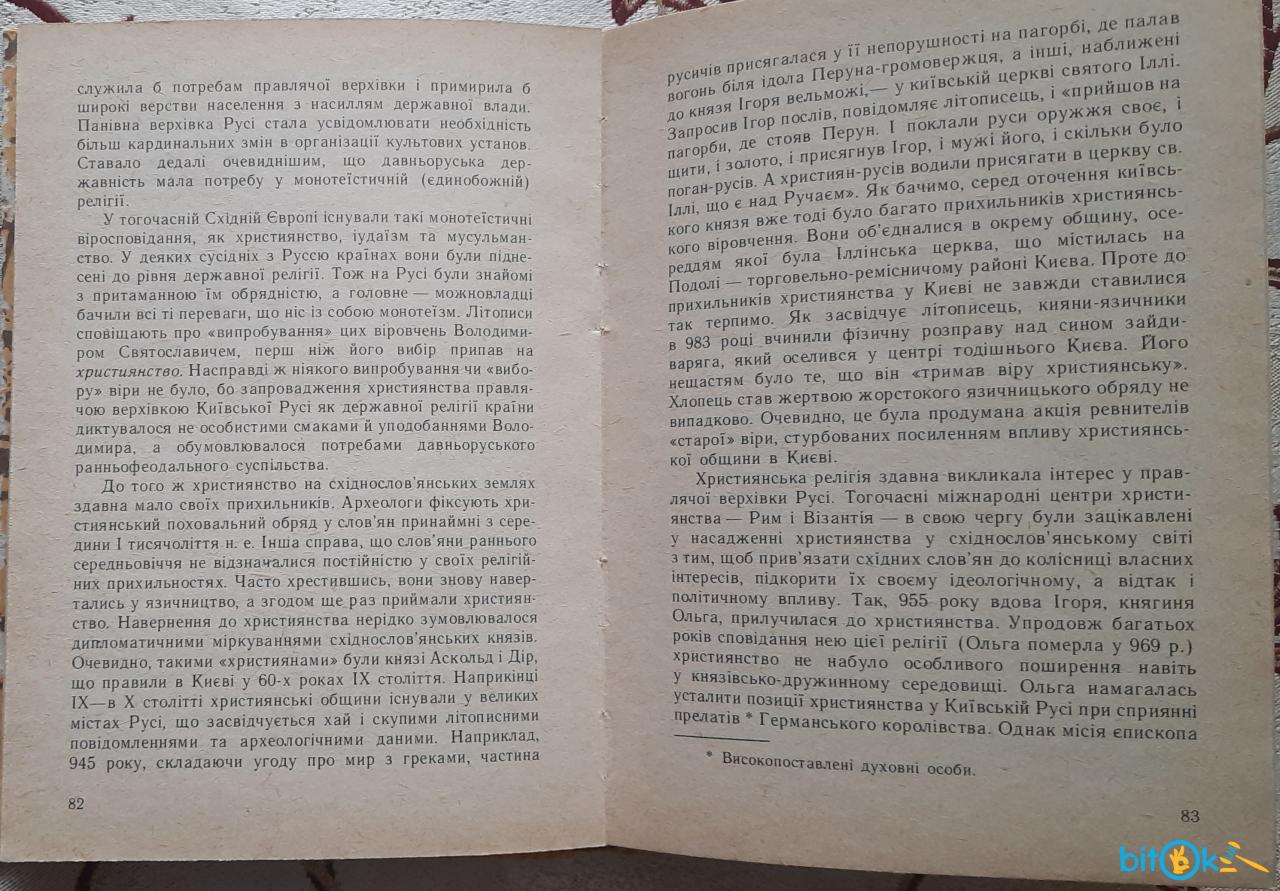 служила б потребам правлячої верхівки і примирила б
широкі верстви населення з насиллям державної влади.
Панівна верхівка Русі стала усвідомлювати необхідність
більш кардинальних змін в організації культових установ.
Ставало дедалі очевиднішим, що давньоруська дер-
жавність мала потребу у монотеїстичній (єдинобожній)
релігії.
У тогочасній Східній Європі існували такі монотеїстичні
віросповідання, як християнство, іудаїзм та мусульман-
ство. У деяких сусідніх з Руссю країнах вони були підне-
сені до рівня державної релігії. Тож на Русі були знайомі
з притаманною їм обрядністю, а головне — можновладці
бачили всі ті переваги, що ніс із собою монотеїзм. Літописи
сповіщають про «випробування» цих віровчень Володими-
ром Святославичем, перш ніж його вибір припав на
християнство. Насправді ж ніякого випробування чи «вибо-
ру» віри не було, бо запровадження християнства правля-
чою верхівкою Київської Русі як державної релігії країни
диктувалося не особистими смаками й уподобаннями Воло-
димира, а обумовлювалося потребами давньоруського
ранньофеодального суспільства.
До того ж християнство на східнослов'янських землях
здавна мало своїх прихильників. Археологи фіксують хри-
стиянський поховальний обряд у слов'ян принаймні з сере-
дини І тисячоліття н. е. Інша справа, що слов'яни раннього
середньовіччя не відзначалися постійністю у своїх релігій-
них прихильностях. Часто хрестившись, вони знову навер-
тались у язичництво, а згодом ще раз приймали християн-
ство. Навернення до християнства нерідко зумовлювалося
дипломатичними міркуваннями східнослов'янських князів.
Очевидно, такими «християнами» були князі Аскольд і Дір,
що правили в Києві у 60-х роках IX століття. Наприкінці
IX—в X столітті християнські общини існували у великих
містах Русі, що засвідчується хай і скупими літописними
повідомленнями та археологічними даними. Наприклад,
945 року, складаючи угоду про мир з греками, частина
82
русичів присягалася у її непорушності на пагорбі, де палав
вогонь біля ідола Перуна-громовержця, а інші, наближені
до князя Ігоря вельможі,— у київській церкві святого Іллі.
Запросив Ігор послів, повідомляє літописець, і «прийшов на
пагорби, де стояв Перун. І поклали руси оружжя своє, і
щити, і золото, і присягнув Ігор, і мужі його, і скільки було
поган-русів. А християн-русів водили присягати в церкву св.
Іллі, що є над Ручаєм». Як бачимо, серед оточення київсь-
кого князя вже тоді було багато прихильників християнсь-
кого віровчення. Вони об'єдналися в окрему общину, осе-
реддям якої була Іллінська церква, що містилась на
Подолі — торговельно-ремісничому районі Києва. Проте до
прихильників християнства у Києві не завжди ставилися
так терпимо. Як засвідчує літописець, кияни-язичники
в 983 році вчинили фізичну розправу над сином зайди-
варяга, який оселився у центрі тодішнього Києва. Його
нещастям було те, що він «тримав віру християнську».
Хлопець став жертвою жорстокого язичницького обряду не
випадково. Очевидно, це була продумана акція ревнителів
«старої» віри, стурбованих посиленням впливу християнсь-
кої общини в Києві.
Християнська релігія здавна викликала інтерес у прав-
лячої верхівки Русі. Тогочасні міжнародні центри христи-
янства — Рим і Візантія — в свою чергу були зацікавлені
у насадженні християнства у східнослов'янському світі
з тим, щоб прив'язати східних слов'ян до колісниці власних
інтересів, підкорити їх своєму ідеологічному, а відтак і
політичному впливу. Так, 955 року вдова Ігоря, княгиня
Ольга, прилучилася до християнства. Упродовж багатьох
років сповідання нею цієї релігії (Ольга померла у 969 р.)
християнство не набуло особливого поширення навіть
у князівсько-дружинному середовищі. Ольга намагалась
усталити позиції християнства у Київській Русі при сприянні
прелатів * Германського королівства. Однак місія єпископа
* Високопоставлені духовні особи.
83
bitok